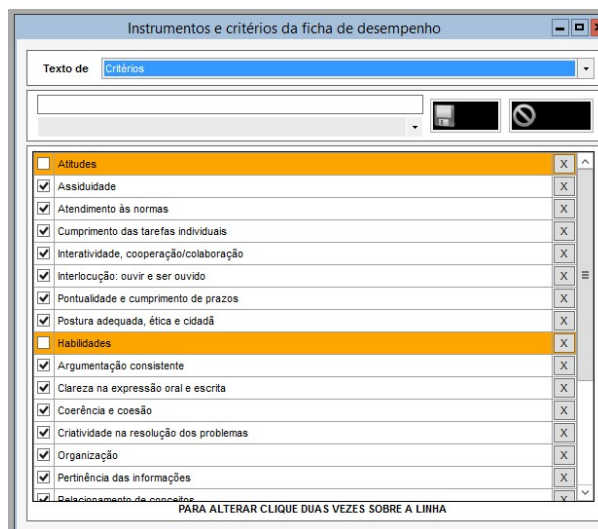 Instrumentos e critérios da ficha de desempenho
Texto de Critérios
Atitudes X
Assiduidade X
Atendimento às normas X
Cumprimento das tarefas individuais X
Interatividade, cooperação/colaboração X
Interlocução: ouvir e ser ouvido X
Pontualidade e cumprimento de prazos X
Postura adequada, ética e cidadã X
Habilidades X
Argumentação consistente X
Clareza na expressão oral e escrita X
Coerência e coesão X
Criatividade na resolução dos problemas X
Organização X
Pertinência das informações X
Relacionamento de conceitos
PARA ALTERAR CLIQUE DUAS VEZES SOBRE A LINHA